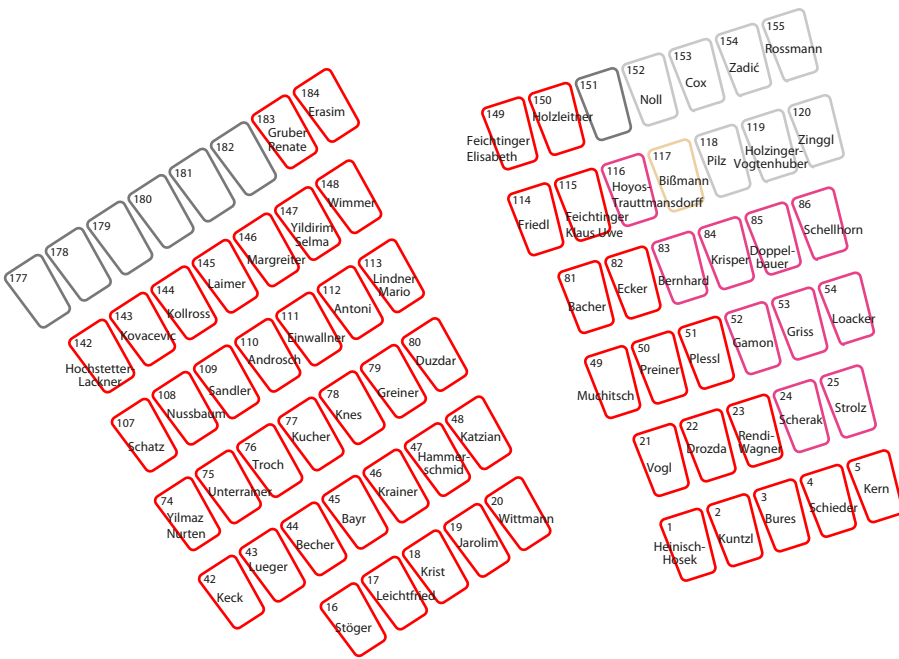 184
Erasim
183
Gruber
Renate
182
181
180
179
178
177
148
Wimmer
147
Yildirim
Selma
146
Margreiter
145
Laimer
144
Kollross
143
Kovacevic
142
Hochstetter-
Lackner
113
Lindner
Mario
112
Antoni
111
Einwallner
110
Androsch
109
Sandler
108
Nussbaum
107
Schatz
80
Duzdar
79
Greiner
78
Knes
77
Kucher
76
Troch
75
Unterrainer
74
Yilmaz
Nurten
48
Katzian
47
Hammer-
schmid
46
Krainer
45
Bayr
44
Becher
43
Lueger
42
Keck
20
Wittmann
19
Jarolim
18
Krist
17
Leichtfried
16
Stöger
149
Feichtinger
Elisabeth
150
Holzleitner
151
152
Noll
153
Cox
154
Zadić
155
Rossmann
114
Friedl
115
Feichtinger
Klaus Uwe
116
Hoyos-
Trauttmansdorff
117
Bißmann
118
Pilz
119
Holzinger-
Vogtenhuber
120
Zinggl
81
Bacher
82
Ecker
83
Bernhard
84
Krisper
85
Doppel-
bauer
86
Schellhorn
49
Muchitsch
50
Preiner
51
Plessl
52
Gamon
53
Griss
54
Loacker
21
Vogl
22
Drozda
23
Rendi-
Wagner
24
Scherak
25
Strolz
1
Heinisch-
Hosek
2
Kuntzl
3
Bures
4
Schieder
5
Kern